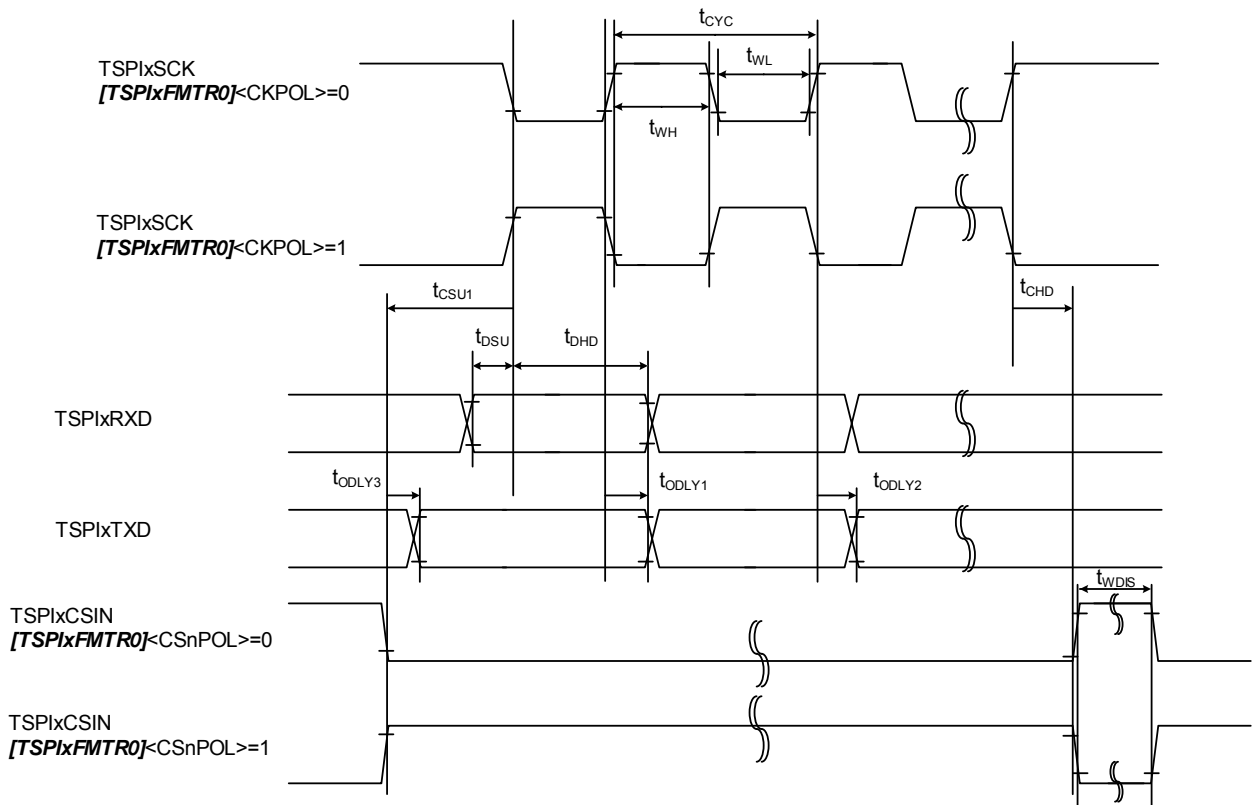 tCYC
TSPIxSCK
[TSPIxFMTR0]<CKPOL>=0
tWL
tWH
TSPIxSCK
[TSPIxFMTR0]<CKPOL>=1
tCSU1
tCHD
tDSU
tDHD
TSPIxRXD
tODLY3
tODLY1
tODLY2
TSPIxTXD
tWDIS
TSPIxCSIN
[TSPIxFMTR0]<CSnPOL>=0
TSPIxCSIN
[TSPIxFMTR0]<CSnPOL>=1